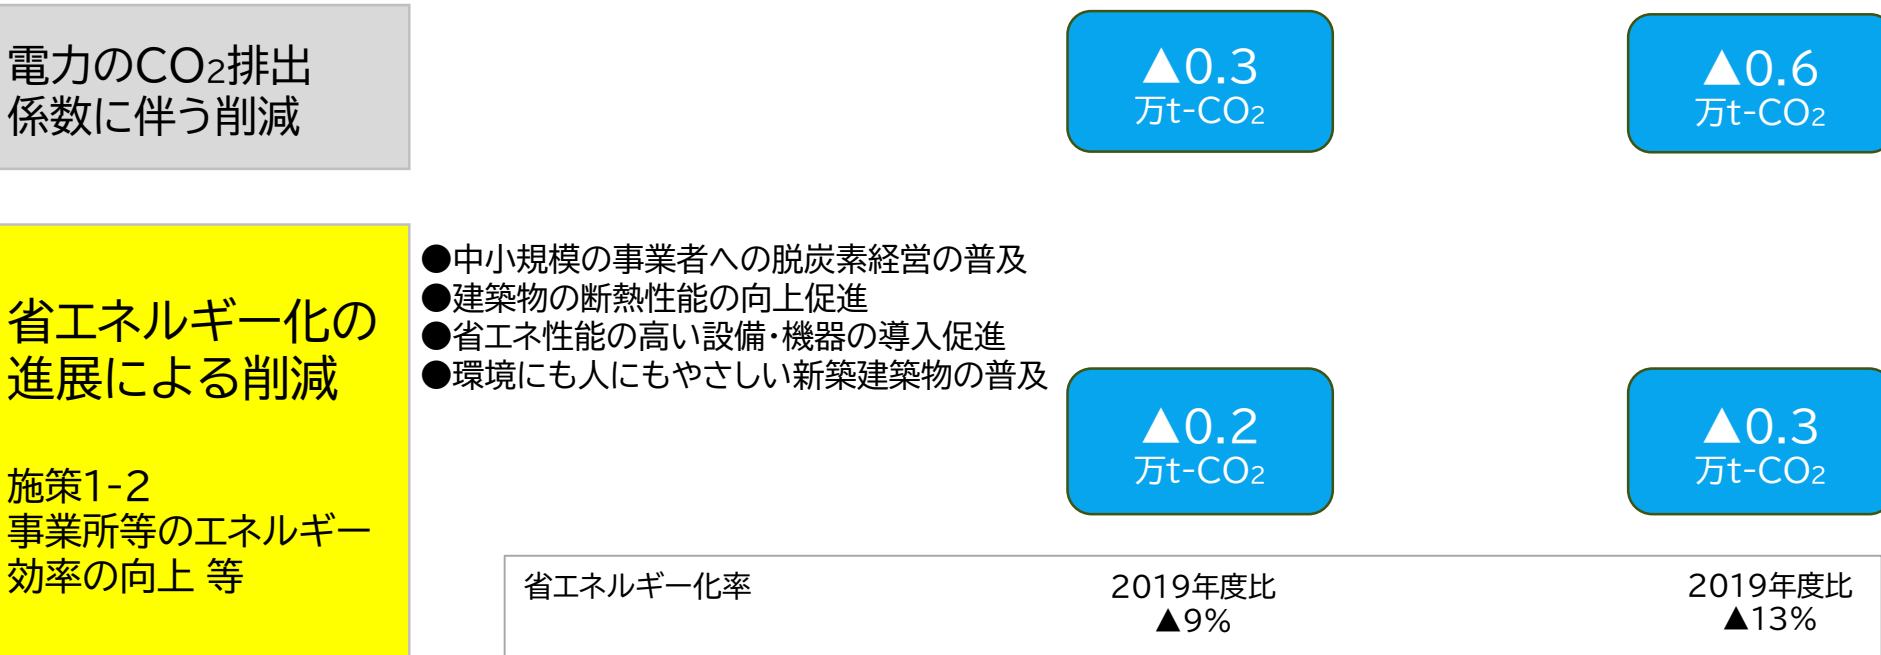 電力のCO2排出
係数に伴う削減
▲0.3
万t-CO2
▲0.6
万t-CO2
省エネルギー化の
進展による削減
施策1-2
事業所等のエネルギー
効率の向上 等
●中小規模の事業者への脱炭素経営の普及
●建築物の断熱性能の向上促進
●省エネ性能の高い設備・機器の導入促進
●環境にも人にもやさしい新築建築物の普及
▲0.2
万t-CO2
▲0.3
万t-CO2
省エネルギー化率
2019年度比
▲9%
2019年度比
▲13%